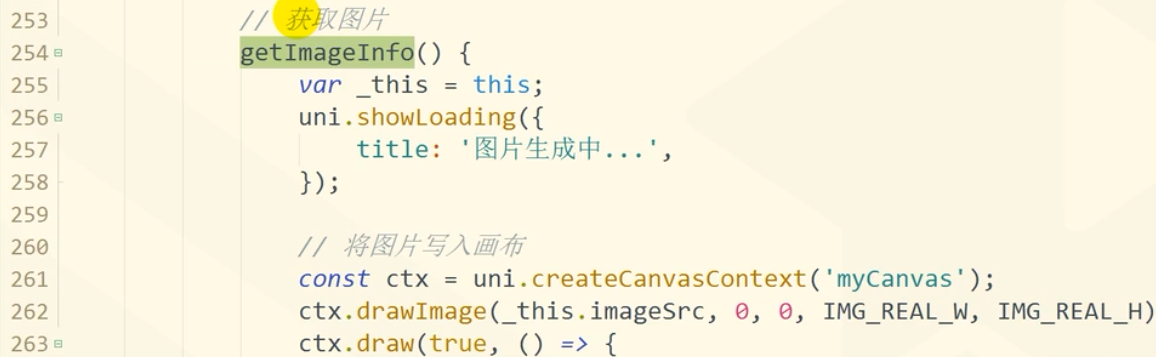 253 // 获取图片
254 getImageInfo() {
255 var _this = this;
256 uni.showLoading({
257 title: '图片生成中...',
258 });
259
260 // 将图片写入画布
261 const ctx = uni.createCanvasContext('myCanvas');
262 ctx.drawImage(_this.imageSrc, 0, 0, IMG_REAL_W, IMG_REAL_H)
263 ctx.draw(true, () => {